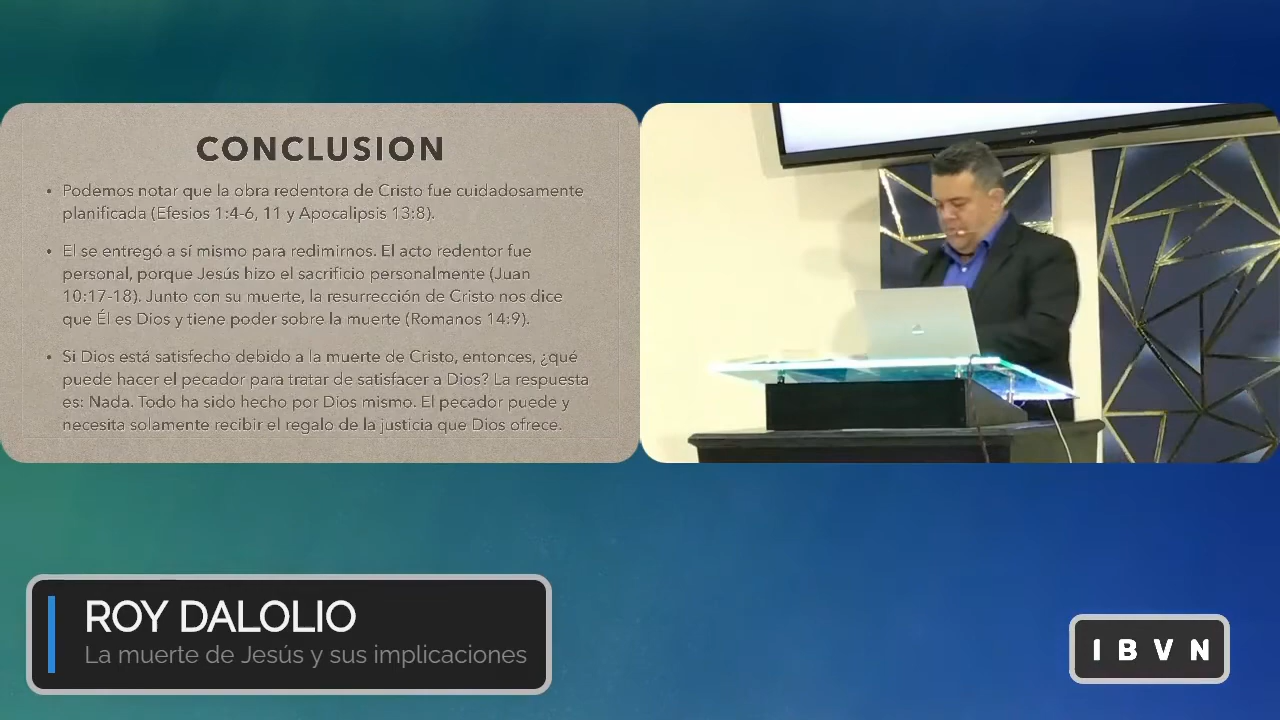 CONCLUSION
• Podemos notar que la obra redentora de Cristo fue cuidadosamente
planificada (Efesios 1:4-6, 11 y Apocalipsis 13:8).
• El se entregó a sí mismo para redimirnos. El acto redentor fue
personal, porque Jesús hizo el sacrificio personalmente (Juan
10:17-18). Junto con su muerte, la resurrección de Cristo nos dice
que Él es Dios y tiene poder sobre la muerte (Romanos 14:9).
• Si Dios está satisfecho debido a la muerte de Cristo, entonces, ¿qué
puede hacer el pecador para tratar de satisfacer a Dios? La respuesta
es: Nada. Todo ha sido hecho por Dios mismo. El pecador puede y
necesita solamente recibir el regalo de la justicia que Dios ofrece.
ROY DALOLIO
La muerte de Jesús y sus implicaciones
IBVN